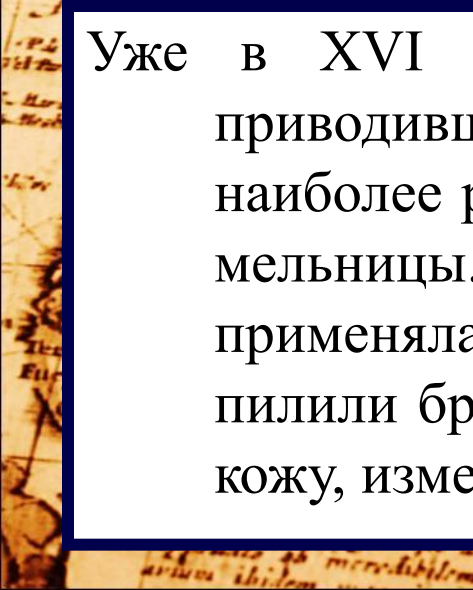 Уже в XVI
приводивш
наиболее р
мельницы.
применяла
пилили бр
кожу, изме